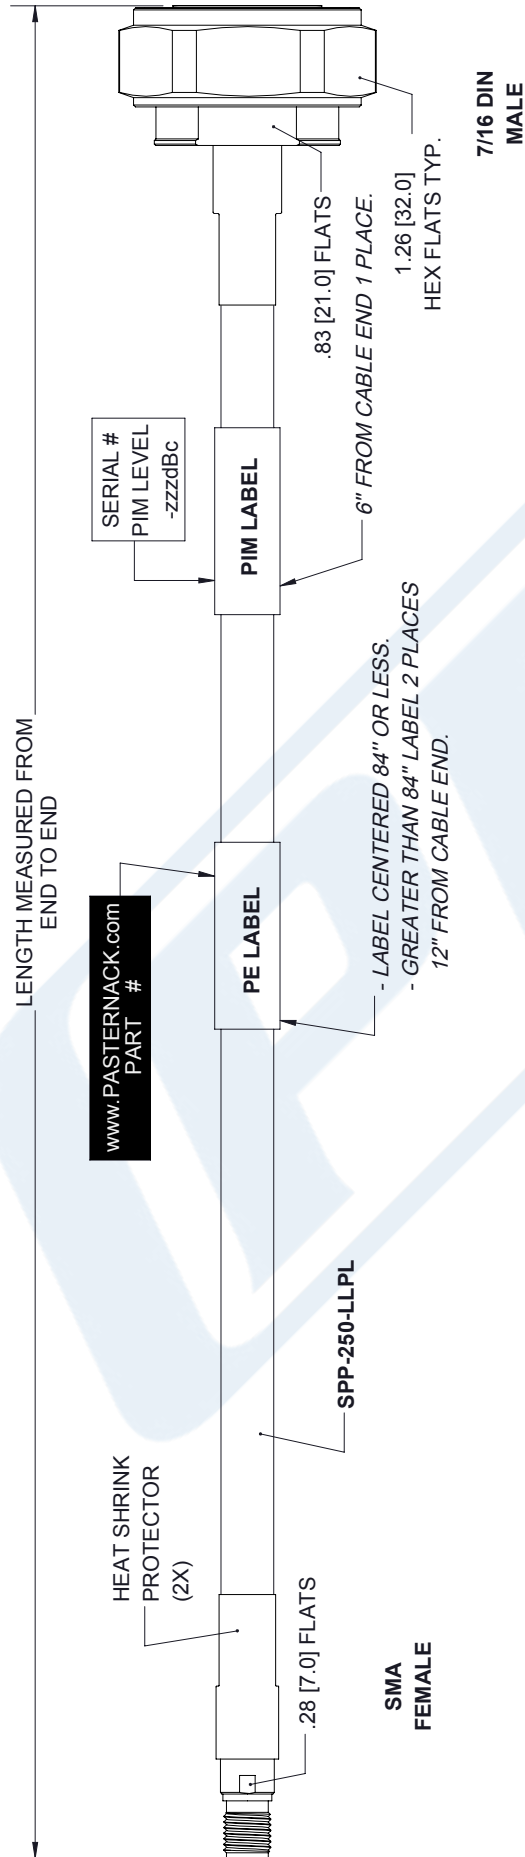 LENGTH MEASURED FROM
END TO END
HEAT SHRINK
PROTECTOR
(2X)
www.PASTERNACK.com
PART #
SERIAL #
PIM LEVEL
-zzzdBc
PE LABEL
PIM LABEL
.28 [7.0] FLATS
SPP-250-LLPL
- LABEL CENTERED 84" OR LESS.
- GREATER THAN 84" LABEL 2 PLACES
12" FROM CABLE END.
6" FROM CABLE END 1 PLACE.
.83 [21.0] FLATS
1.26 [32.0]
HEX FLATS TYP.
SMA
FEMALE
7/16 DIN
MALE